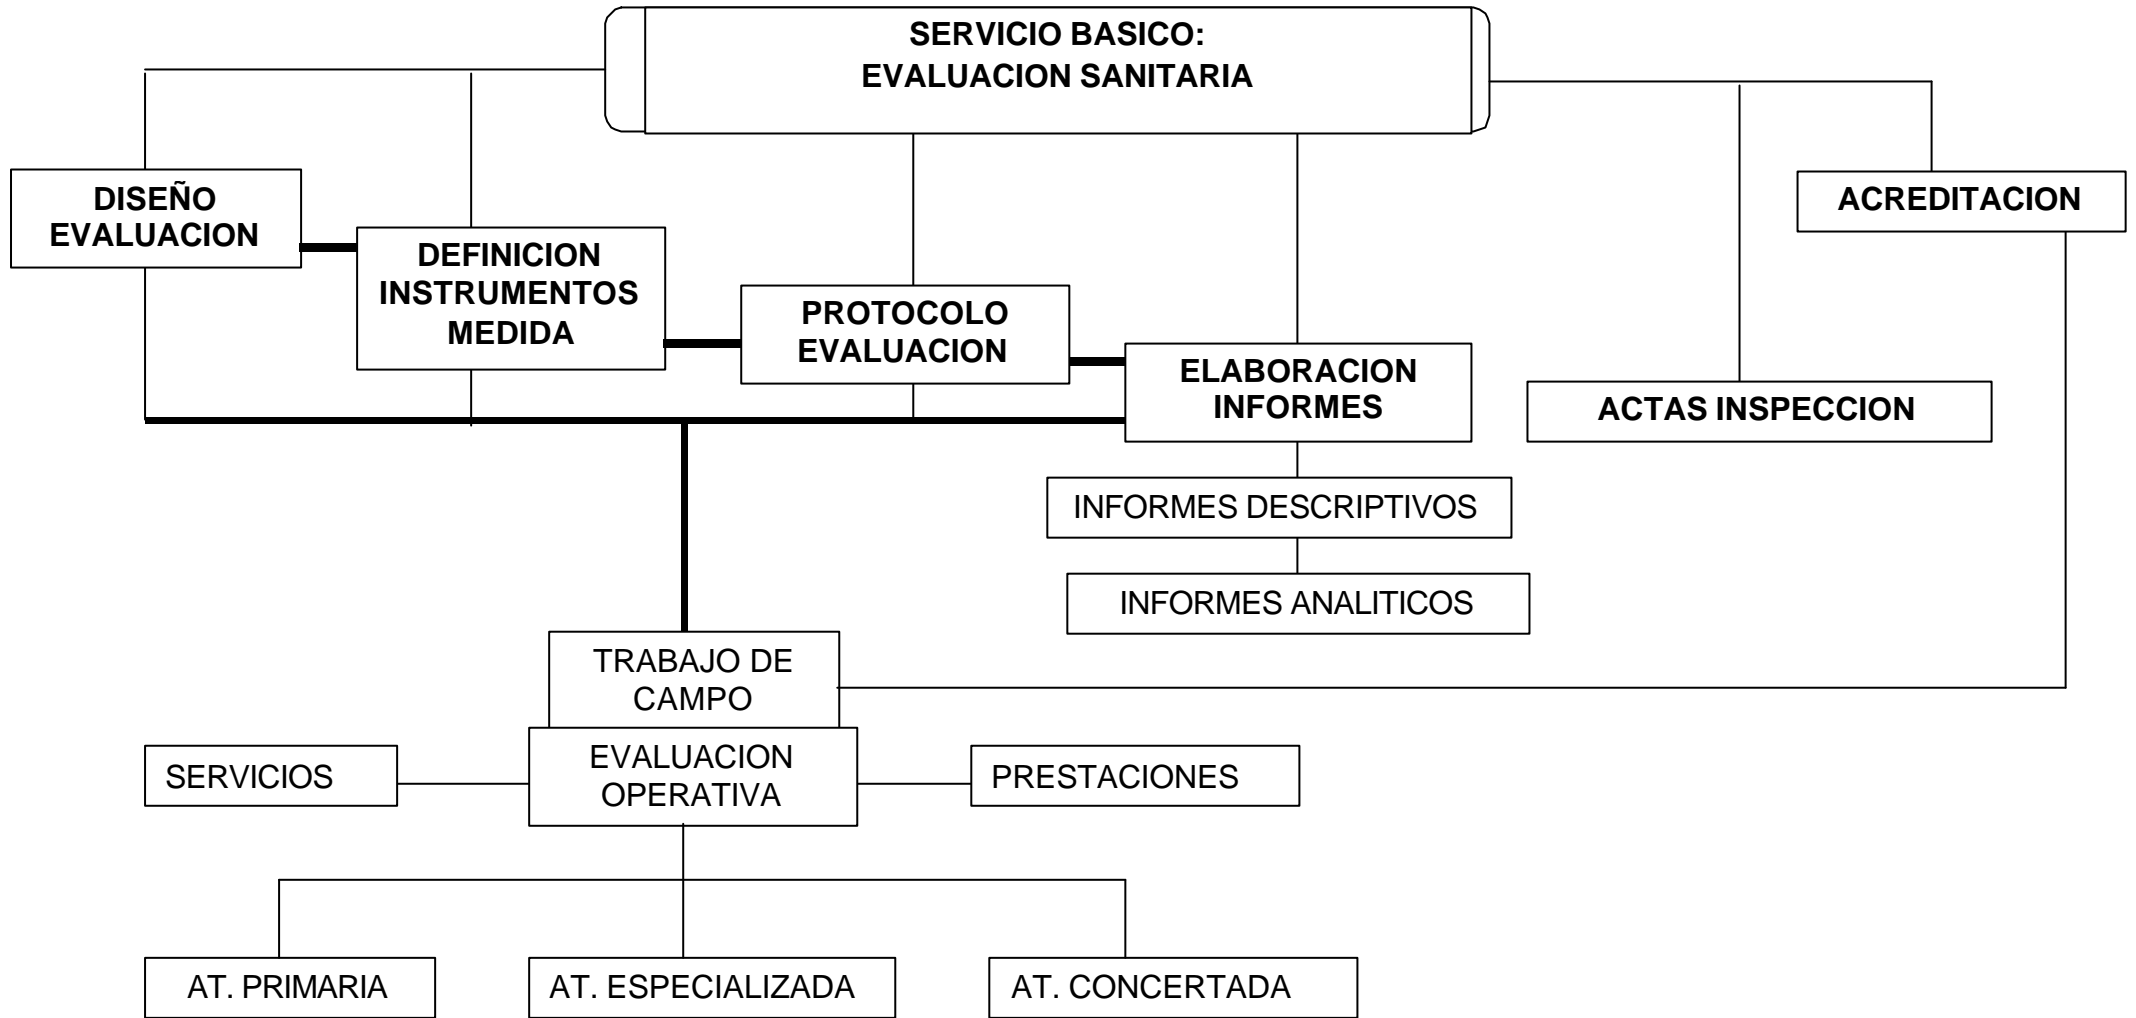 SERVICIO BASICO:
EVALUACION SANITARIA
DISEÑO
EVALUACION
ACREDITACION
DEFINICION
INSTRUMENTOS
MEDIDA
PROTOCOLO
EVALUACION
ELABORACION
INFORMES
ACTAS INSPECCION
INFORMES DESCRIPTIVOS
INFORMES ANALITICOS
TRABAJO DE
CAMPO
SERVICIOS
EVALUACION
OPERATIVA
PRESTACIONES
AT. PRIMARIA
AT. ESPECIALIZADA
AT. CONCERTADA